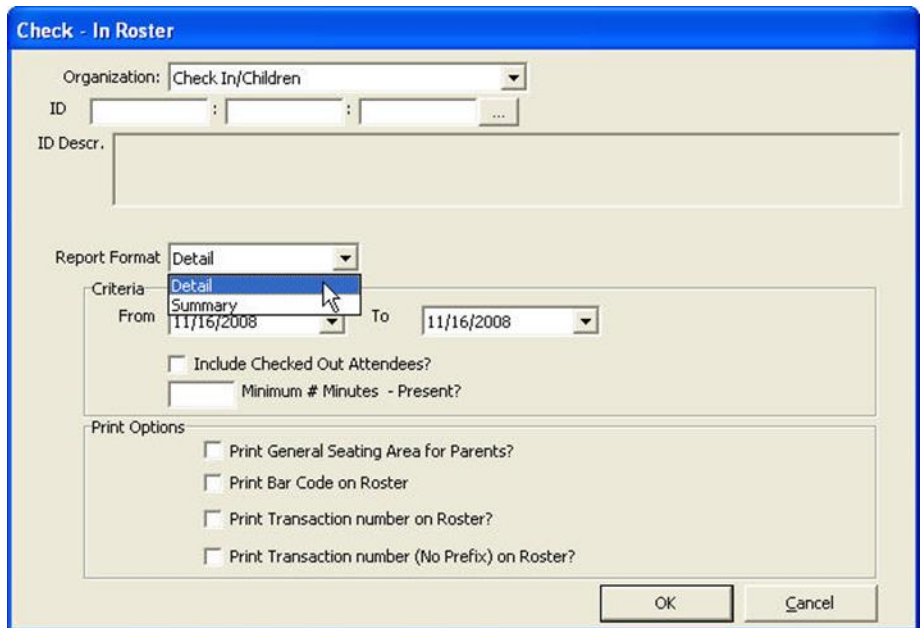 Check - In Roster
Organization: Check In/Children
ID : : ...
ID Descr.
Report Format Detail
Detail
Summary
Criteria
From 11/16/2008 To 11/16/2008
Include Checked Out Attendees?
Minimum # Minutes - Present?
Print Options
Print General Seating Area for Parents?
Print Bar Code on Roster
Print Transaction number on Roster?
Print Transaction number (No Prefix) on Roster?
OK Cancel